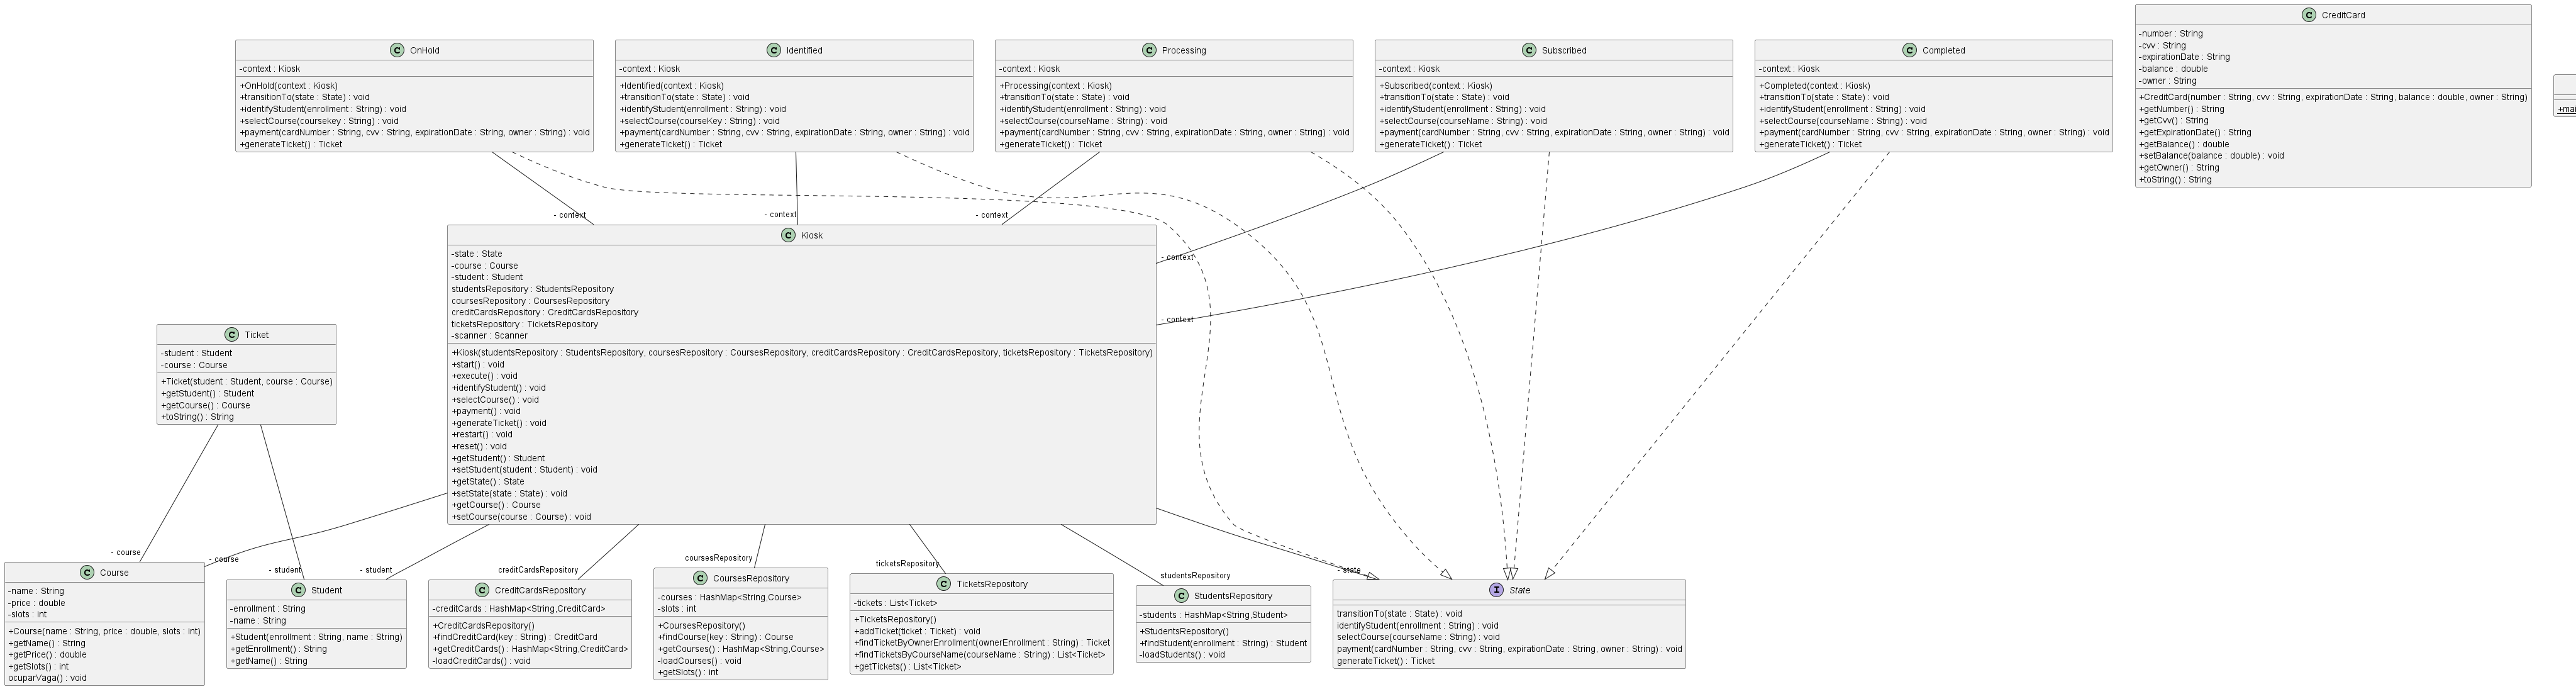 C OnHold
-context : Kiosk
+OnHold(context : Kiosk)
+transitionTo(state : State) : void
+identifyStudent(enrollment : String) : void
+selectCourse(coursekey : String) : void
+payment(cardNumber : String, cvv : String, expirationDate : String, owner : String) : void
+generateTicket() : Ticket
C Identified
-context : Kiosk
+Identified(context : Kiosk)
+transitionTo(state : State) : void
+identifyStudent(enrollment : String) : void
+selectCourse(courseKey : String) : void
+payment(cardNumber : String, cvv : String, expirationDate : String, owner : String) : void
+generateTicket() : Ticket
C Processing
-context : Kiosk
+Processing(context : Kiosk)
+transitionTo(state : State) : void
+identifyStudent(enrollment : String) : void
+selectCourse(courseName : String) : void
+payment(cardNumber : String, cvv : String, expirationDate : String, owner : String) : void
+generateTicket() : Ticket
C Subscribed
-context : Kiosk
+Subscribed(context : Kiosk)
+transitionTo(state : State) : void
+identifyStudent(enrollment : String) : void
+selectCourse(courseName : String) : void
+payment(cardNumber : String, cvv : String, expirationDate : String, owner : String) : void
+generateTicket() : Ticket
C Completed
-context : Kiosk
+Completed(context : Kiosk)
+transitionTo(state : State) : void
+identifyStudent(enrollment : String) : void
+selectCourse(courseName : String) : void
+payment(cardNumber : String, cvv : String, expirationDate : String, owner : String) : void
+generateTicket() : Ticket
C CreditCard
-number : String
-cvv : String
-expirationDate : String
-balance : double
-owner : String
+CreditCard(number : String, cvv : String, expirationDate : String, balance : double, owner : String)
+getNumber() : String
+getCvv() : String
+getExpirationDate() : String
+getBalance() : double
+setBalance(balance : double) : void
+getOwner() : String
+toString() : String
+mai
- context
- context
- context
- context
- context
C Kiosk
-state : State
-course : Course
-student : Student
studentsRepository : StudentsRepository
coursesRepository : CoursesRepository
creditCardsRepository : CreditCardsRepository
ticketsRepository : TicketsRepository
-scanner : Scanner
+Kiosk(studentsRepository : StudentsRepository, coursesRepository : CoursesRepository, creditCardsRepository : CreditCardsRepository, ticketsRepository : TicketsRepository)
+start() : void
+execute() : void
+identifyStudent() : void
+selectCourse() : void
+payment() : void
+generateTicket() : void
+restart() : void
+reset() : void
+getStudent() : Student
+setStudent(student : Student) : void
+getState() : State
+setState(state : State) : void
+getCourse() : Course
+setCourse(course : Course) : void
C Ticket
-student : Student
-course : Course
+Ticket(student : Student, course : Course)
+getStudent() : Student
+getCourse() : Course
+toString() : String
- course
- course
- student
- student
creditCardsRepository
coursesRepository
ticketsRepository
studentsRepository
- state
C Course
-name : String
-price : double
-slots : int
+Course(name : String, price : double, slots : int)
+getName() : String
+getPrice() : double
+getSlots() : int
ocuparVaga() : void
C Student
-enrollment : String
-name : String
+Student(enrollment : String, name : String)
+getEnrollment() : String
+getName() : String
C CreditCardsRepository
-creditCards : HashMap<String,CreditCard>
+CreditCardsRepository()
+findCreditCard(key : String) : CreditCard
+getCreditCards() : HashMap<String,CreditCard>
-loadCreditCards() : void
C CoursesRepository
-courses : HashMap<String,Course>
-slots : int
+CoursesRepository()
+findCourse(key : String) : Course
+getCourses() : HashMap<String,Course>
-loadCourses() : void
+getSlots() : int
C TicketsRepository
-tickets : List<Ticket>
+TicketsRepository()
+addTicket(ticket : Ticket) : void
+findTicketByOwnerEnrollment(ownerEnrollment : String) : Ticket
+findTicketsByCourseName(courseName : String) : List<Ticket>
+getTickets() : List<Ticket>
C StudentsRepository
-students : HashMap<String,Student>
+StudentsRepository()
+findStudent(enrollment : String) : Student
-loadStudents() : void
I State
transitionTo(state : State) : void
identifyStudent(enrollment : String) : void
selectCourse(courseName : String) : void
payment(cardNumber : String, cvv : String, expirationDate : String, owner : String) : void
generateTicket() : Ticket